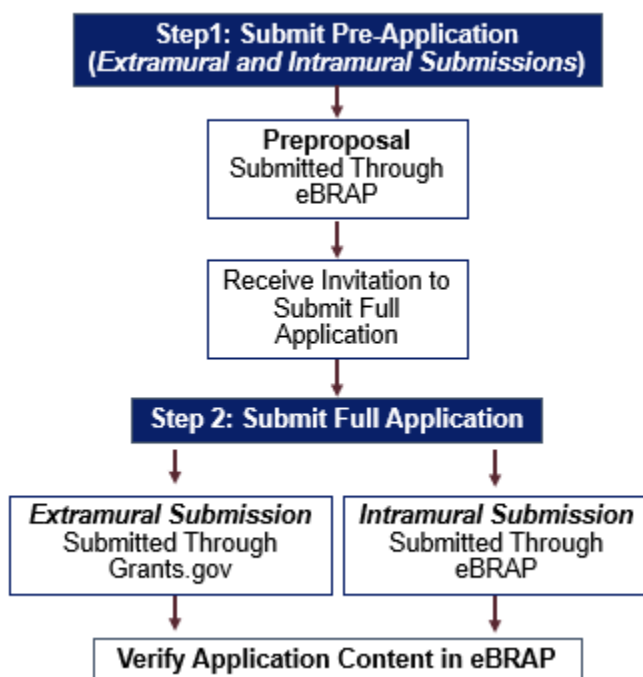 Step1: Submit Pre-Application
(Extramural and Intramural Submissions)
Preproposal
Submitted Through
eBRAP
Receive Invitation to
Submit Full
Application
Step 2: Submit Full Application
Extramural Submission
Submitted Through
Grants.gov
Intramural Submission
Submitted Through
eBRAP
Verify Application Content in eBRAP